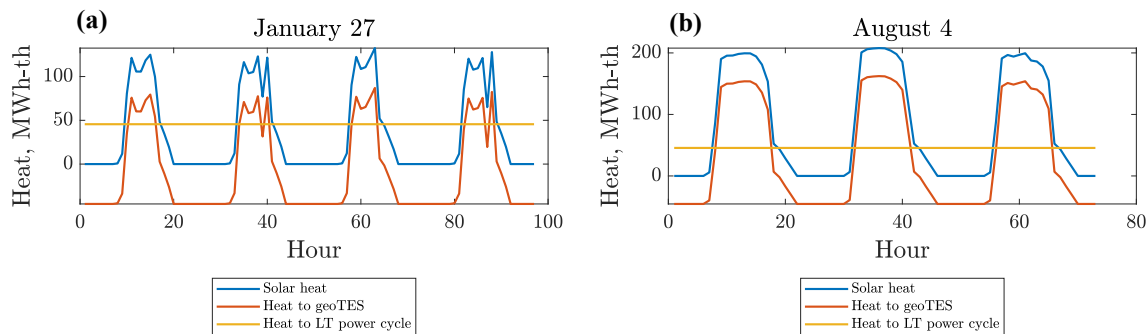 (a)
January 27
Heat, MWh-th
100
50
0
0
20
40
60
80
100
Hour
Solar heat
Heat to geoTES
Heat to LT power cycle
(b)
August 4
Heat, MWh-th
200
100
0
0
20
40
60
80
Hour
Solar heat
Heat to geoTES
Heat to LT power cycle